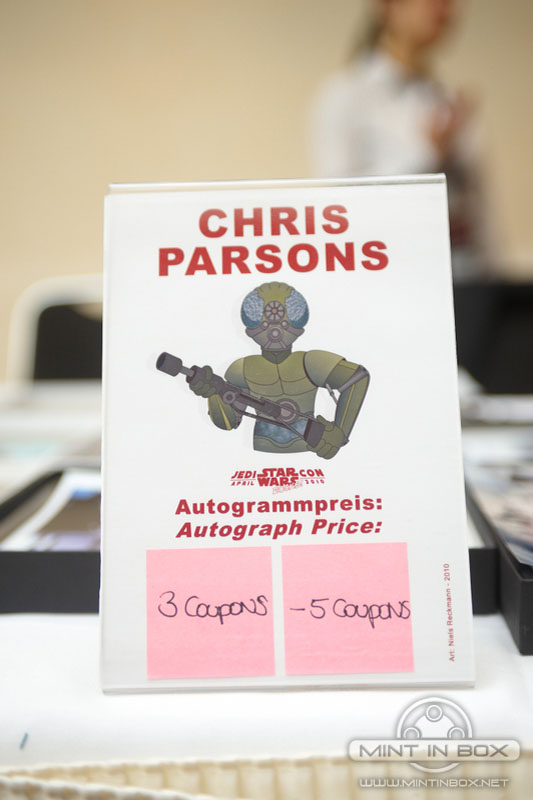 CHRIS
PARSONS
JEDI STAR WARS CON
APRIL 2010
Autogrammpreis:
Autograph Price:
3 Coupons
-5 Coupons
Art: Niels Reckmann - 2010
MINT IN BOX
WWW.MINTINBOX.NET